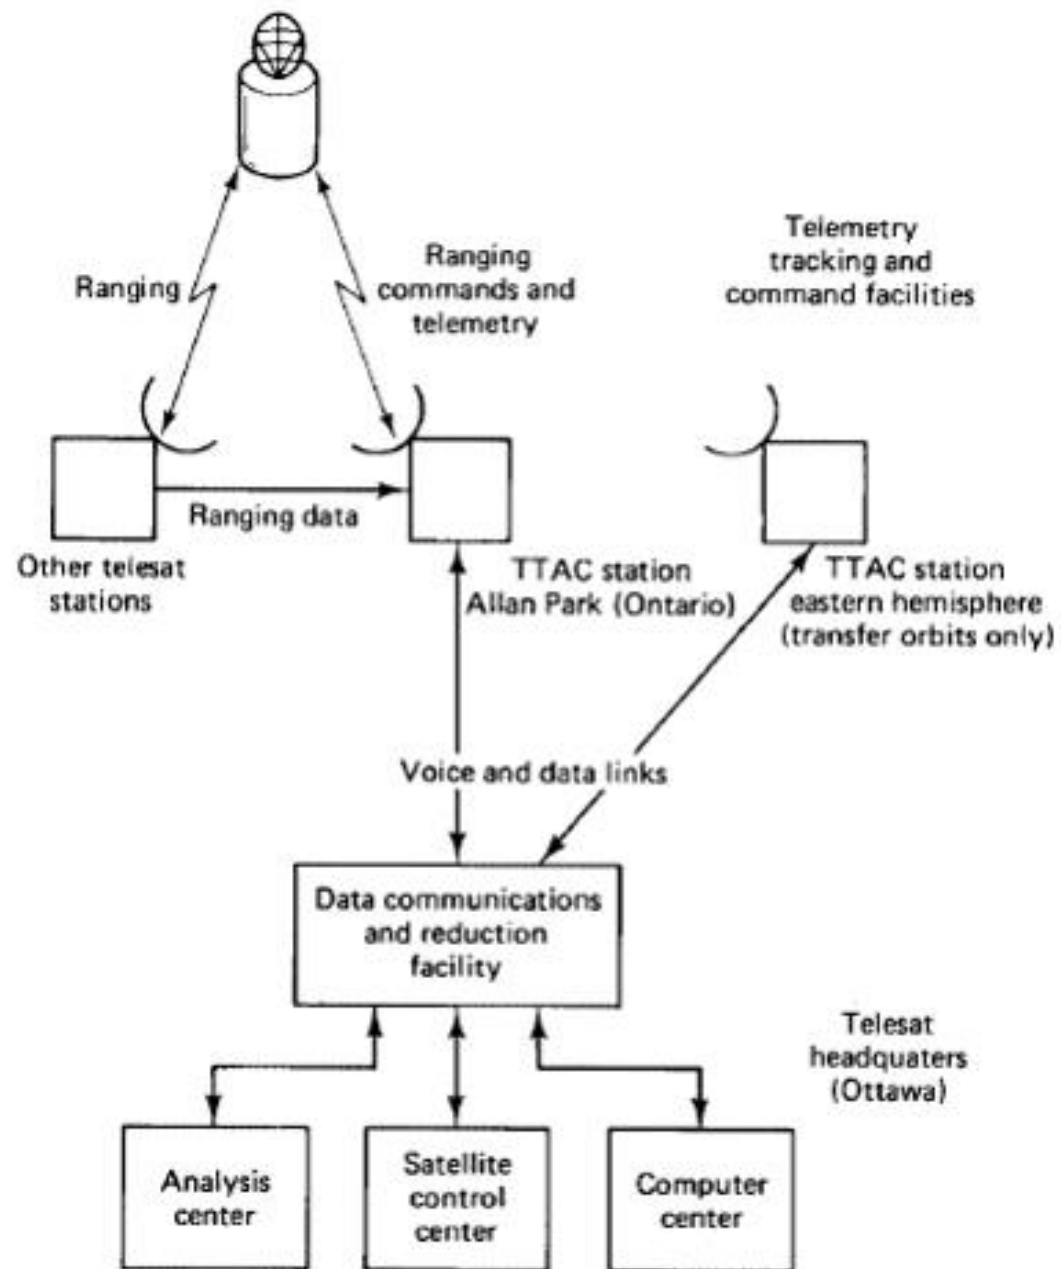 Ranging
Ranging
commands and
telemetry
Telemetry
tracking and
command facilities
Ranging data
Other telesat
stations
TTAC station
Allan Park (Ontario)
TTAC station
eastern hemisphere
(transfer orbits only)
Voice and data links
Data communications
and reduction
facility
Telesat
headquaters
(Ottawa)
Analysis
center
Satellite
control
center
Computer
center